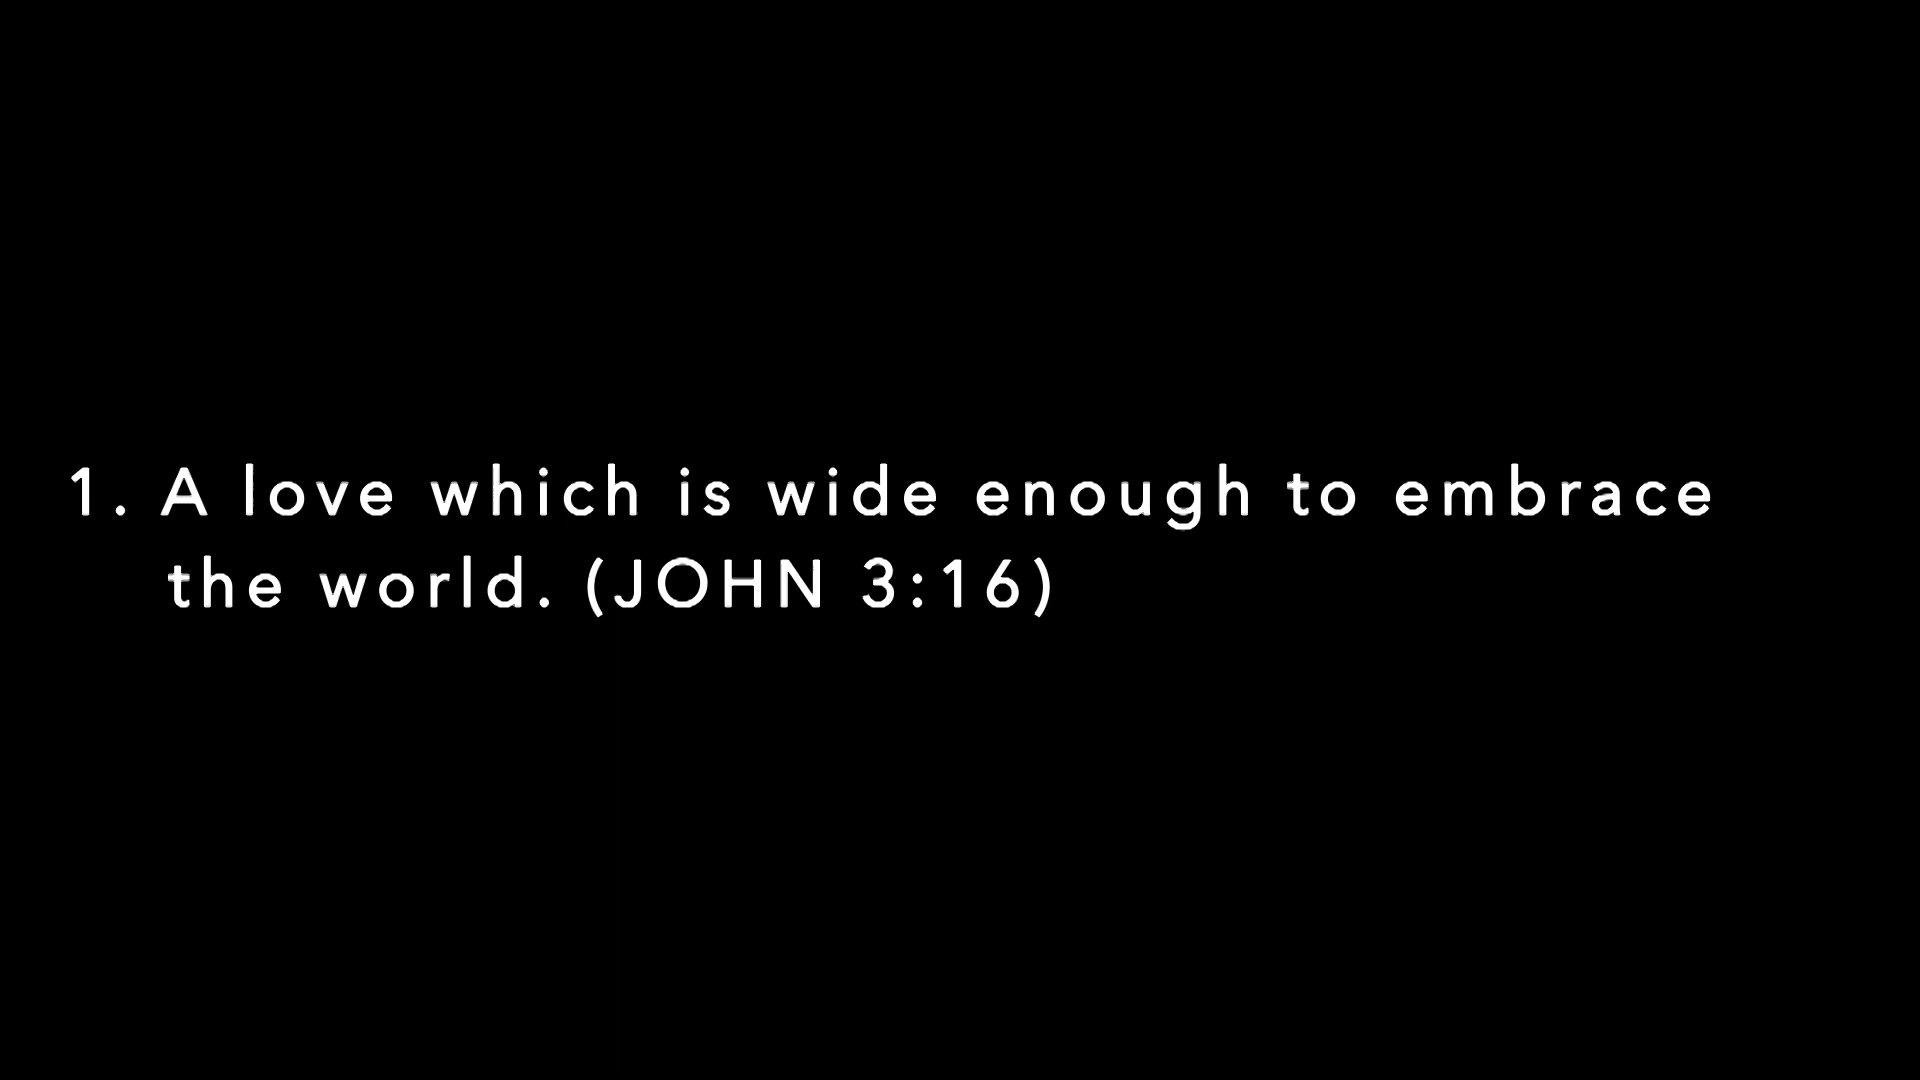 1. A love which is wide enough to embrace
the world. (JOHN 3:16)